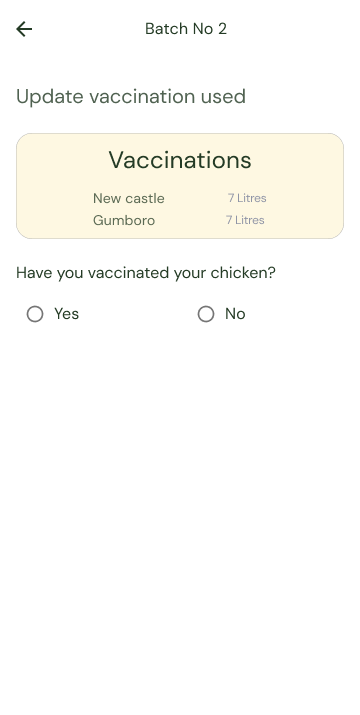 Batch No 2
Update vaccination used
Vaccinations
New castle 7 Litres
Gumboro 7 Litres
Have you vaccinated your chicken?
Yes No